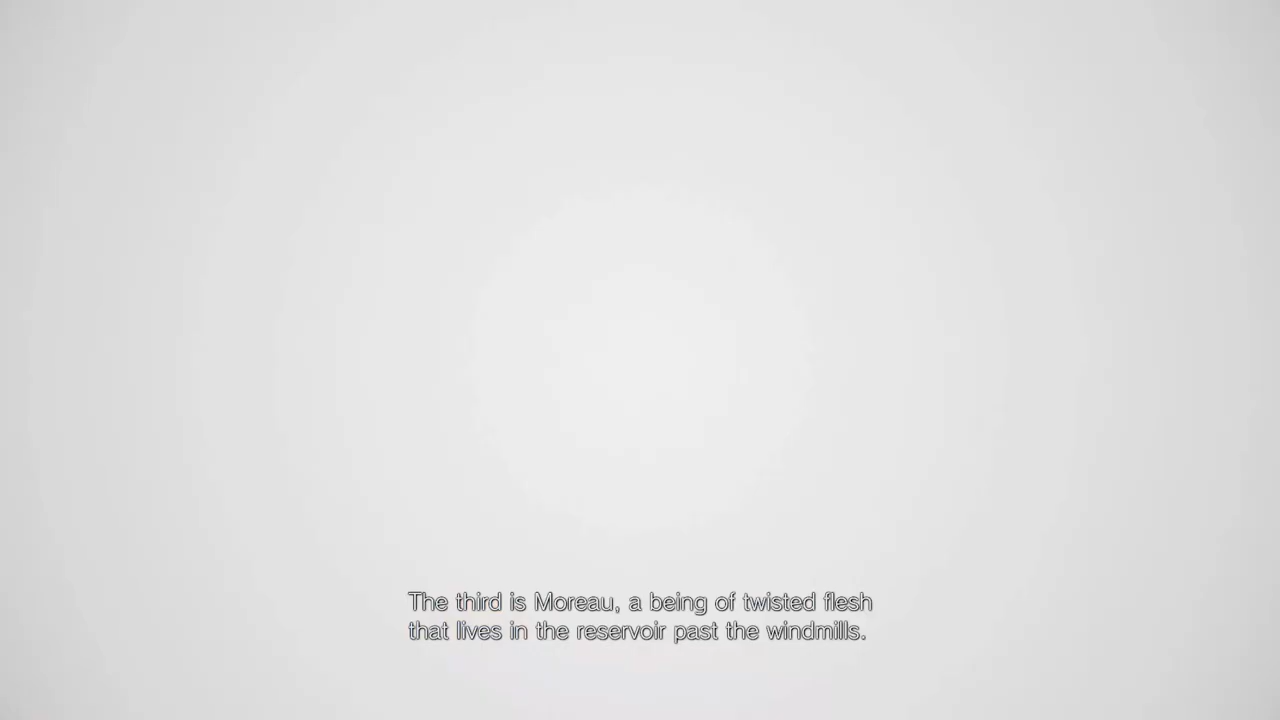 The third is Moreau, a being of twisted flesh
that lives in the reservoir past the windmills.